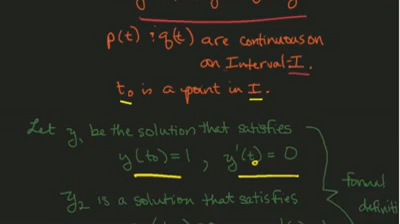 p(t) ; q(t) are continuous on
on Interval-I.
t₀ is a point in I.
Let y₁ be the solution that satisfies
y(t₀) = 1 , y'(t₀) = 0
y₂ is a solution that satisfies
formal